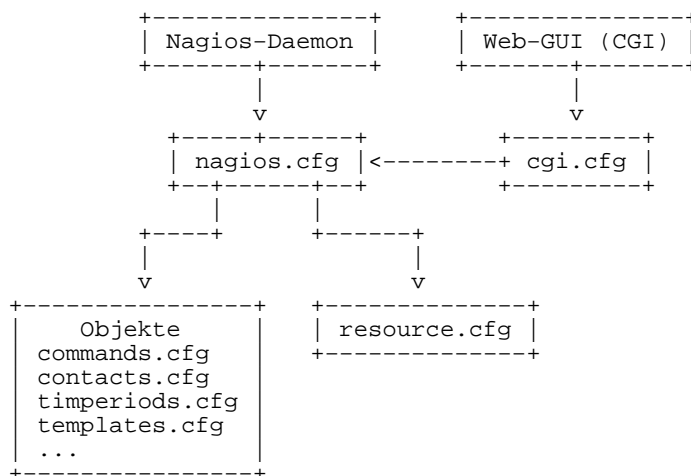 Nagios-Daemon Web-GUI (CGI)
nagios.cfg cgi.cfg
Objekte resource.cfg
commands.cfg
contacts.cfg
timperiods.cfg
templates.cfg
...